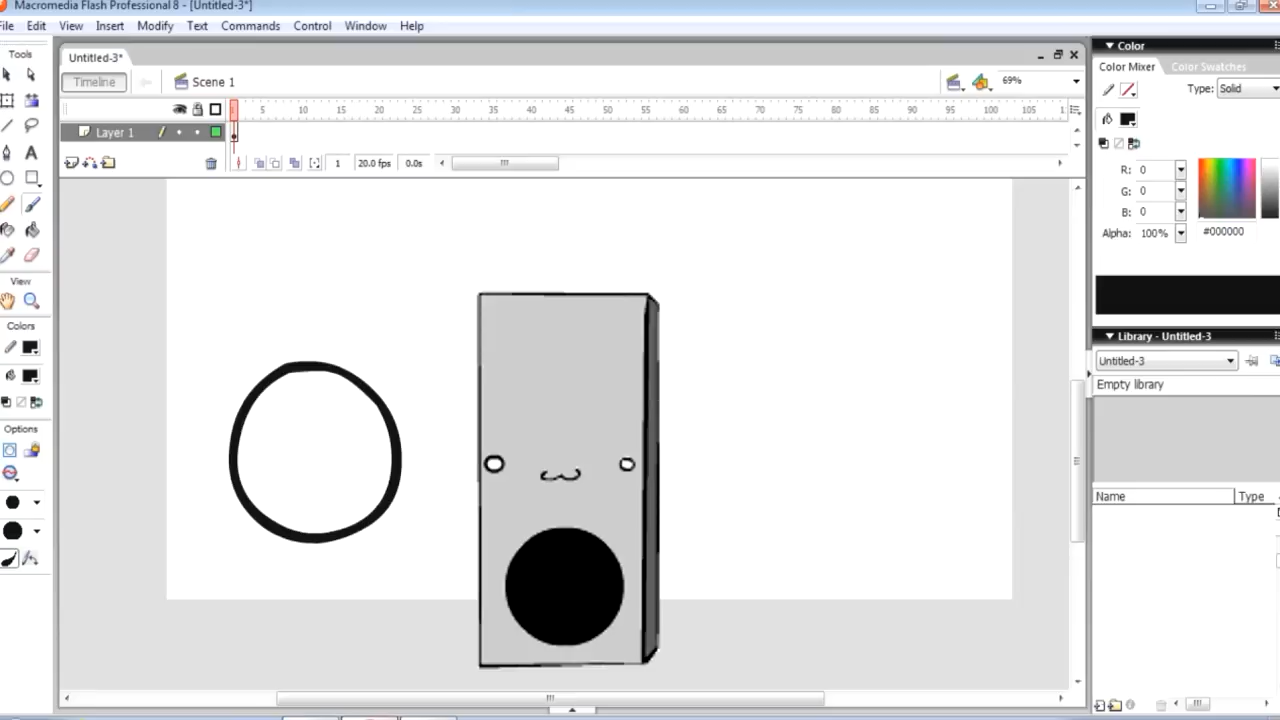 Macromedia Flash Professional 8 - [Untitled-3*]
File Edit View Insert Modify Text Commands Control Window Help
Tools
Untitled-3*
Timeline
Scene 1
69%
5 10 15 20 25 30 35 40 45 50 55 60 65 70 75 80 85 90 95 100 1
Layer 1
1 20.0 fps 0.0s
View
Colors
Options
Color
Color Mixer Color Swatches
Type: Solid
R: 0
G: 0
B: 0
Alpha: 100% #000000
Library - Untitled-3
Untitled-3
Empty library
Name Type